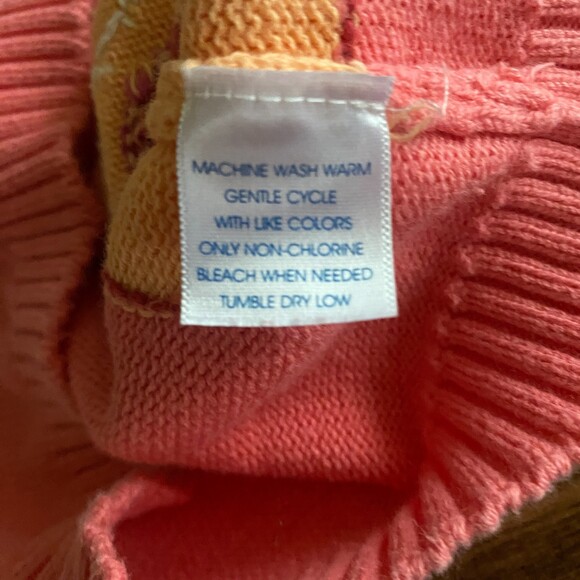 MACHINE WASH WARM
GENTLE CYCLE
WITH LIKE COLORS
ONLY NON-CHLORINE
BLEACH WHEN NEEDED
TUMBLE DRY LOW